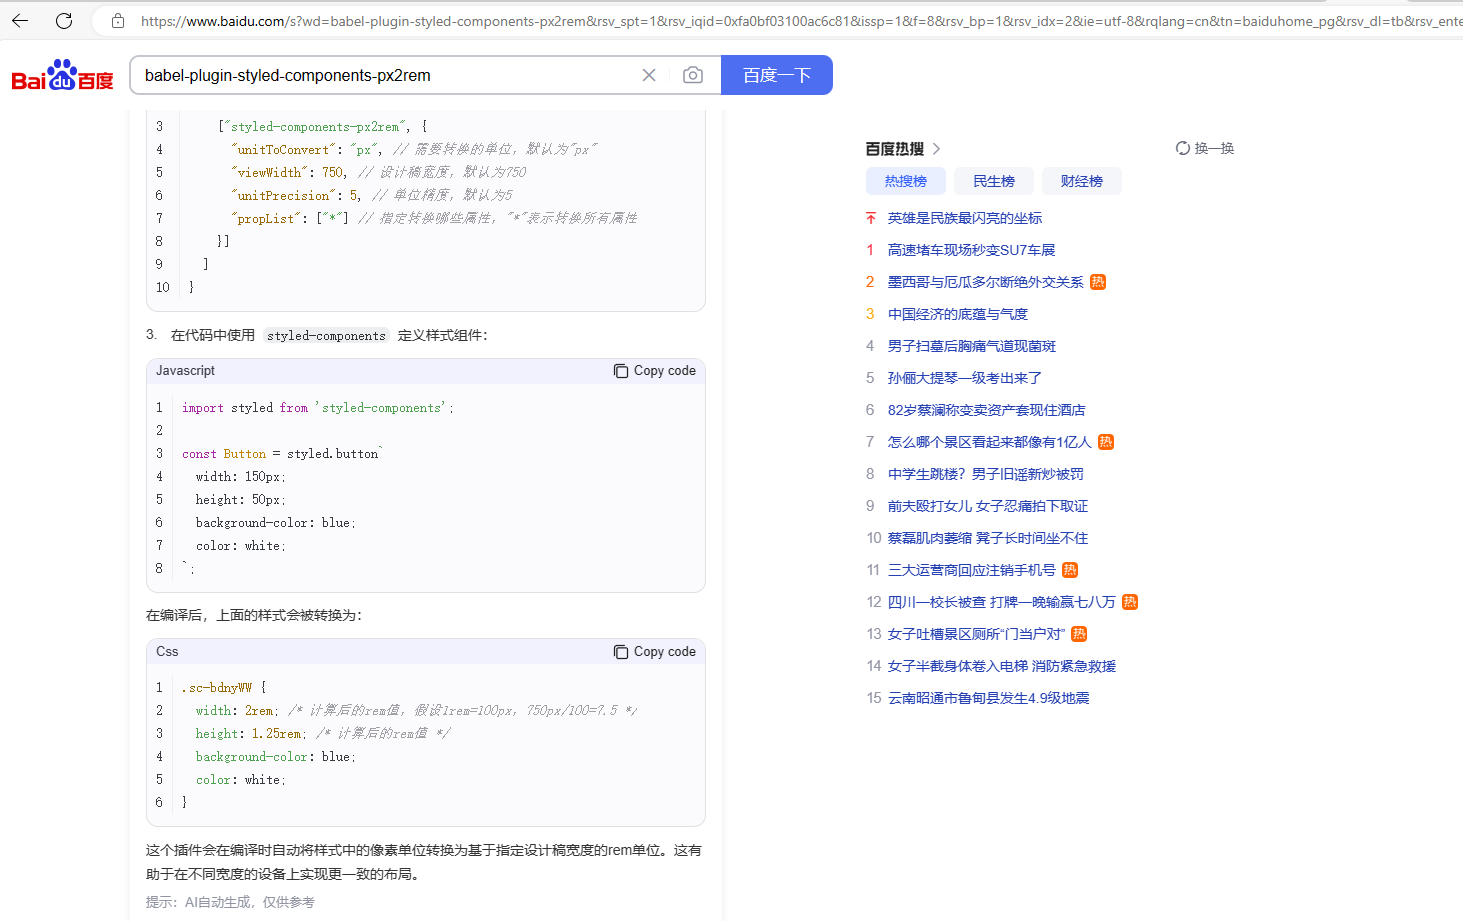 https://www.baidu.com/s?wd=babel-plugin-styled-components-px2rem&rsv_spt=1&rsv_iqid=0xfa0bf03100ac6c81&issp=1&f=8&rsv_bp=1&rsv_idx=2&ie=utf-8&rqlang=cn&tn=baiduhome_pg&rsv_dl=tb&rsv_ente
Bai du 百度
babel-plugin-styled-components-px2rem
百度一下
3 ["styled-components-px2rem", {
4 "unitToConvert": "px", // 需要转换的单位，默认为"px"
5 "viewWidth": 750, // 设计稿宽度，默认为750
6 "unitPrecision": 5, // 单位精度，默认为5
7 "propList": ["*"] // 指定转换哪些属性，"*"表示转换所有属性
8 }]
9 ]
10 }
3. 在代码中使用 styled-components 定义样式组件：
Javascript
Copy code
1 import styled from 'styled-components';
2
3 const Button = styled.button`
4 width: 150px;
5 height: 50px;
6 background-color: blue;
7 color: white;
8 `;
在编译后，上面的样式会被转换为：
Css
Copy code
1 .sc-bdnyWW {
2 width: 2rem; /* 计算后的rem值，假设1rem=100px，750px/100=7.5 */
3 height: 1.25rem; /* 计算后的rem值 */
4 background-color: blue;
5 color: white;
6 }
这个插件会在编译时自动将样式中的像素单位转换为基于指定设计稿宽度的rem单位。这有
助于在不同宽度的设备上实现更一致的布局。
提示：AI自动生成，仅供参考
百度热搜
换一换
热搜榜 民生榜 财经榜
英雄是民族最闪亮的坐标
1 高速堵车现场秒变SU7车展
2 墨西哥与厄瓜多尔断绝外交关系 热
3 中国经济的底蕴与气度
4 男子扫墓后胸痛气道现菌斑
5 孙俪大提琴一级考出来了
6 82岁蔡澜称变卖资产套现住酒店
7 怎么哪个景区看起来都像有1亿人 热
8 中学生跳楼？男子旧谣新炒被罚
9 前夫殴打女儿 女子忍痛拍下取证
10 蔡磊肌肉萎缩 凳子长时间坐不住
11 三大运营商回应注销手机号 热
12 四川一校长被查 打牌一晚输赢七八万 热
13 女子吐槽景区厕所“门当户对” 热
14 女子半截身体卷入电梯 消防紧急救援
15 云南昭通市鲁甸县发生4.9级地震